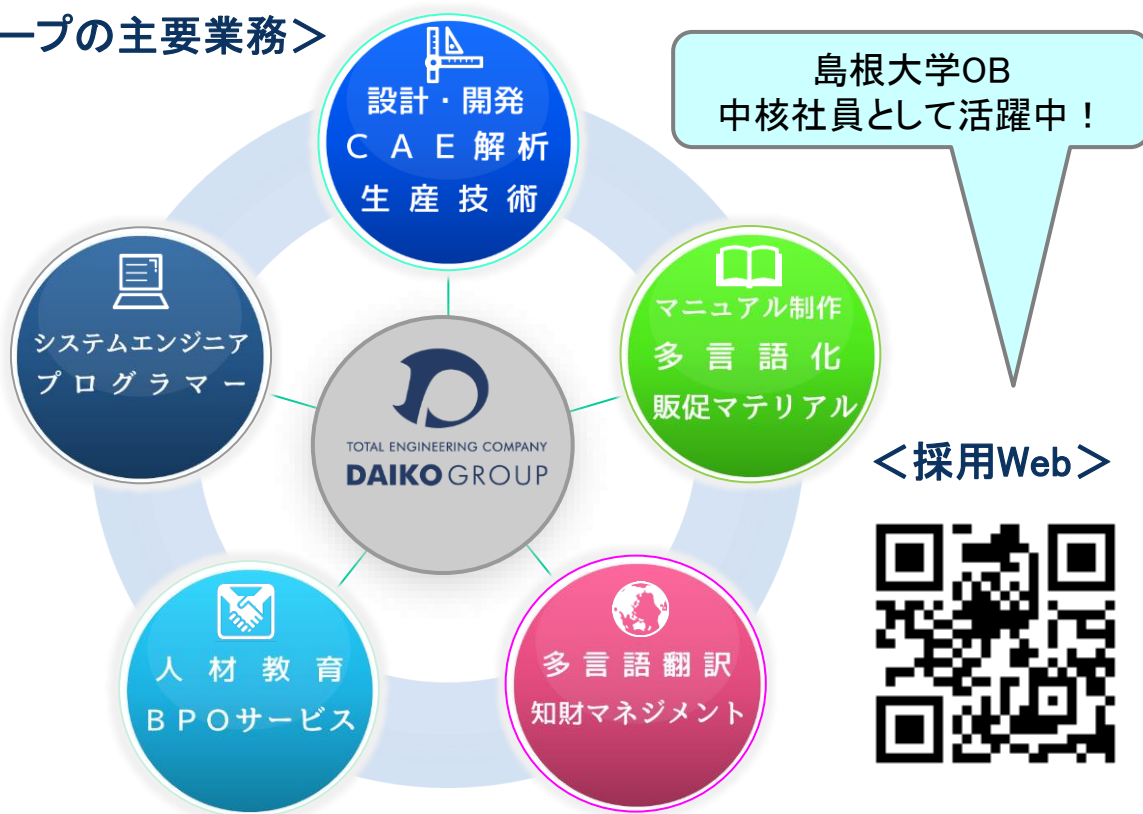 ープの主要業務＞
島根大学OB
中核社員として活躍中！
設計・開発
ＣＡＥ解析
生産技術
システムエンジニア
プログラマー
マニュアル制作
多言語化
販促マテリアル
TOTAL ENGINEERING COMPANY
DAIKO GROUP
＜採用Web＞
人材教育
ＢＰＯサービス
多言語翻訳
知財マネジメント